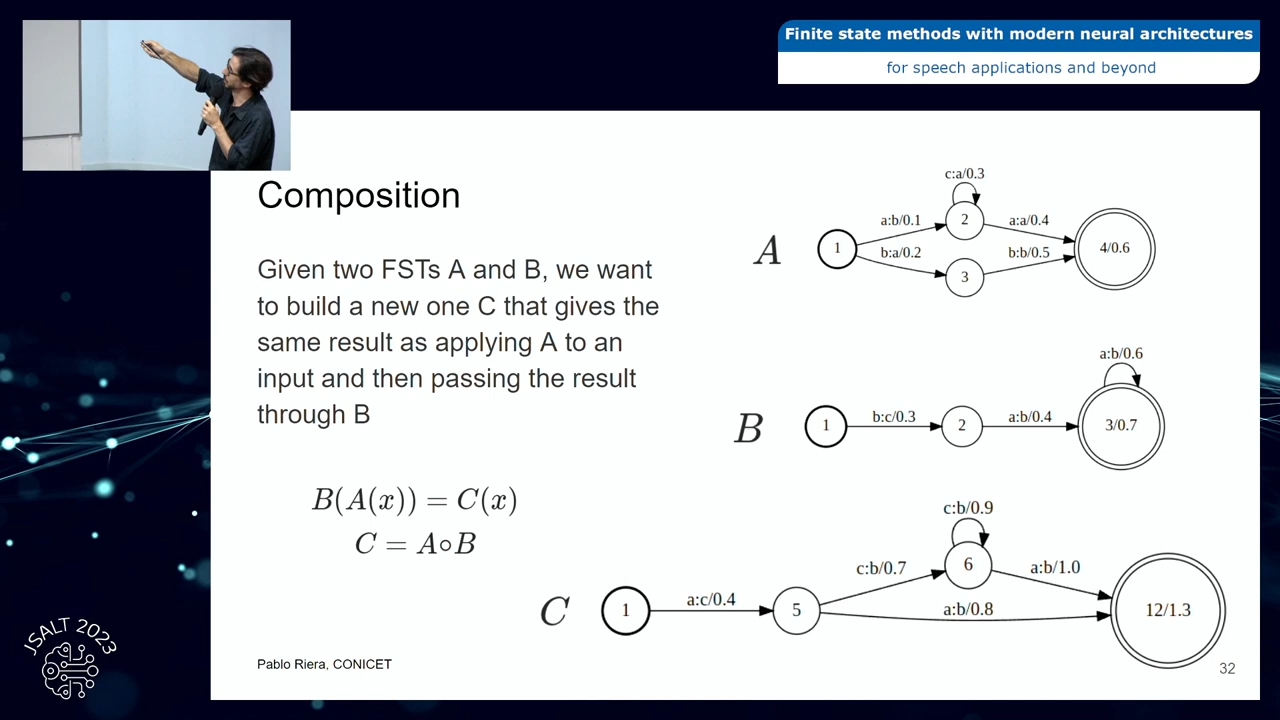 Finite state methods with modern neural architectures
for speech applications and beyond
Composition
Given two FSTs A and B, we want
to build a new one C that gives the
same result as applying A to an
input and then passing the result
through B
B(A(x)) = C(x)
C = A∘B
A
1
a:b/0.1
b:a/0.2
c:a/0.3
2
3
a:a/0.4
b:b/0.5
4/0.6
B
1
b:c/0.3
2
a:b/0.4
a:b/0.6
3/0.7
C
1
a:c/0.4
5
c:b/0.7
c:b/0.9
6
a:b/1.0
a:b/0.8
12/1.3
JSALT 2023
Pablo Riera, CONICET
32